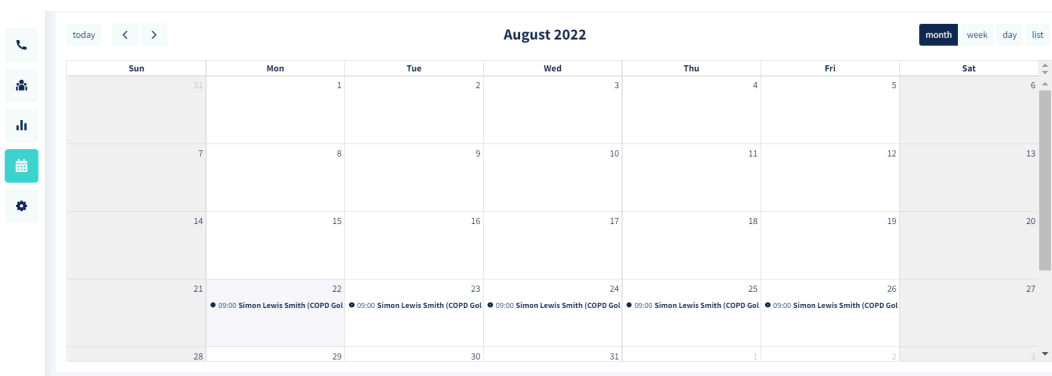 today < > August 2022 month week day list
Sun Mon Tue Wed Thu Fri Sat
31 1 2 3 4 5 6
7 8 9 10 11 12 13
14 15 16 17 18 19 20
21 22 23 24 25 26 27
09:00 Simon Lewis Smith (COPD Gol 09:00 Simon Lewis Smith (COPD Gol 09:00 Simon Lewis Smith (COPD Gol 09:00 Simon Lewis Smith (COPD Gol 09:00 Simon Lewis Smith (COPD Gol
28 29 30 31 1 2 3